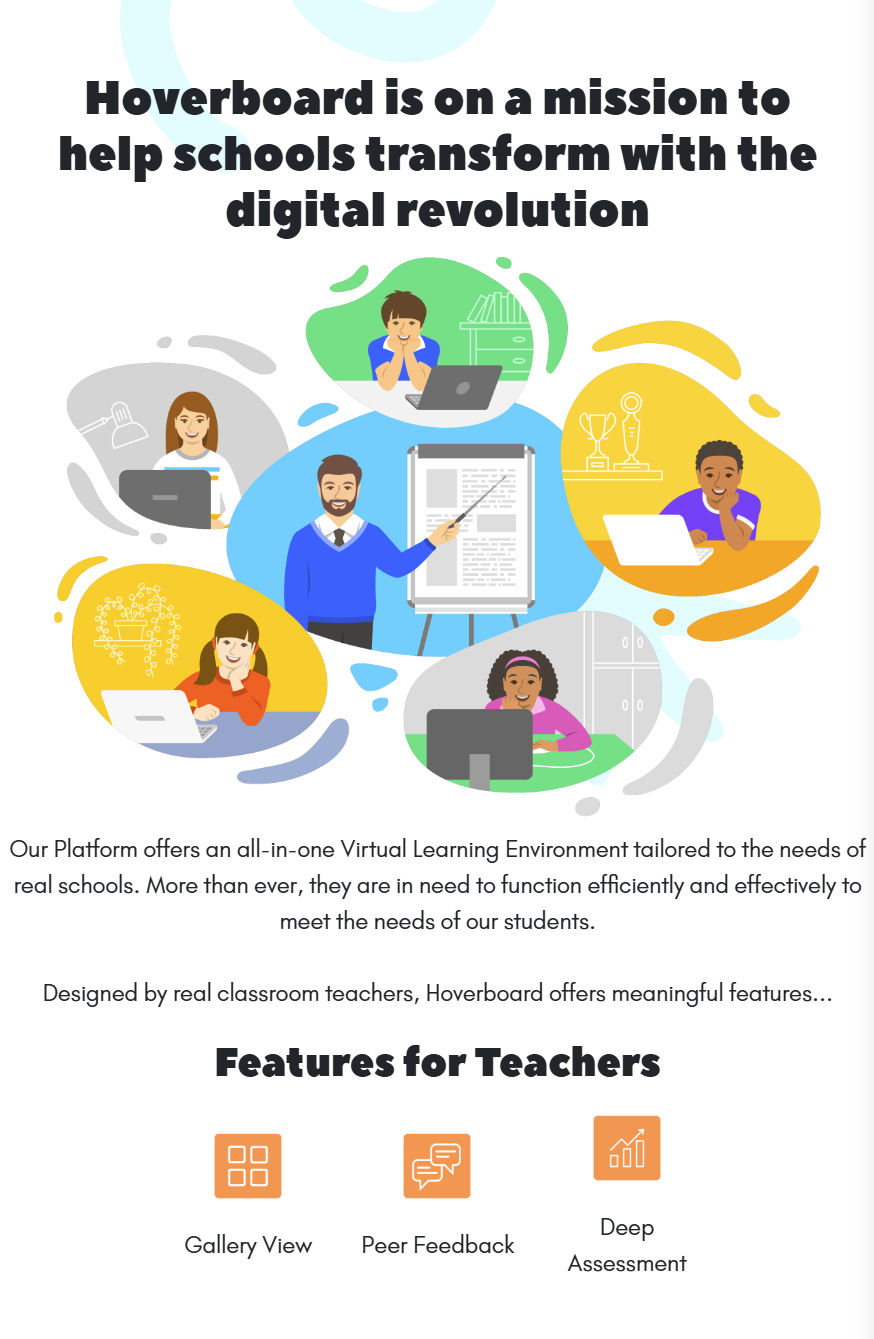 Hoverboard is on a mission to
help schools transform with the
digital revolution
Our Platform offers an all-in-one Virtual Learning Environment tailored to the needs of
real schools. More than ever, they are in need to function efficiently and effectively to
meet the needs of our students.
Designed by real classroom teachers, Hoverboard offers meaningful features...
Features for Teachers
Gallery View
Peer Feedback
Deep
Assessment